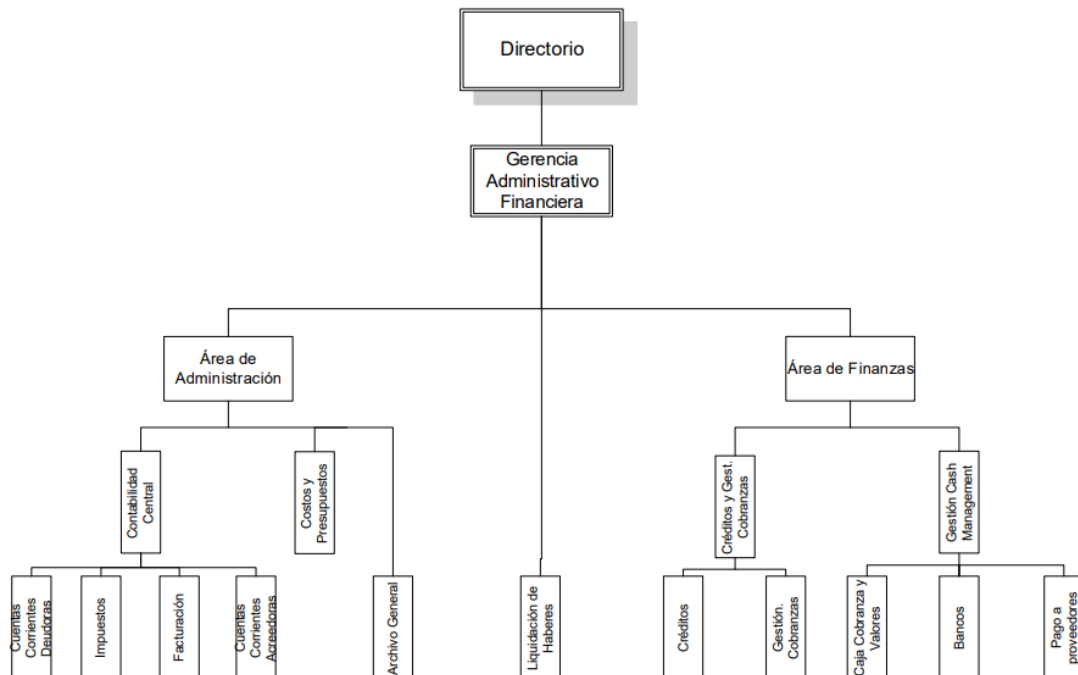 Directorio
Gerencia
Administrativo
Financiera
Área de
Administración
Área de Finanzas
Contabilidad
Central
Costos y
Presupuestos
Créditos y Gest.
Cobranzas
Gestión Cash
Management
Cuentas
Corrientes
Deudoras
Impuestos
Facturación
Cuentas
Corrientes
Acreedoras
Archivo General
Liquidación de
Haberes
Créditos
Gestión.
Cobranzas
Caja Cobranza y
Valores
Bancos
Pago a
proveedores